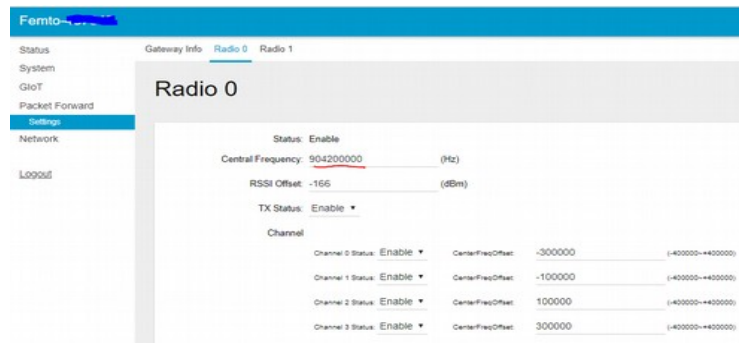 Femto-
Status
System
GIoT
Packet Forward
Settings
Network
Logout
Gateway Info Radio 0 Radio 1
Radio 0
Status: Enable
Central Frequency: 904200000 (Hz)
RSSI Offset: -166 (dBm)
TX Status: Enable
Channel
Channel 0 Status: Enable CenterFreqOffset: -300000 (-400000~+400000)
Channel 1 Status: Enable CenterFreqOffset: -100000 (-400000~+400000)
Channel 2 Status: Enable CenterFreqOffset: 100000 (-400000~+400000)
Channel 3 Status: Enable CenterFreqOffset: 300000 (-400000~+400000)